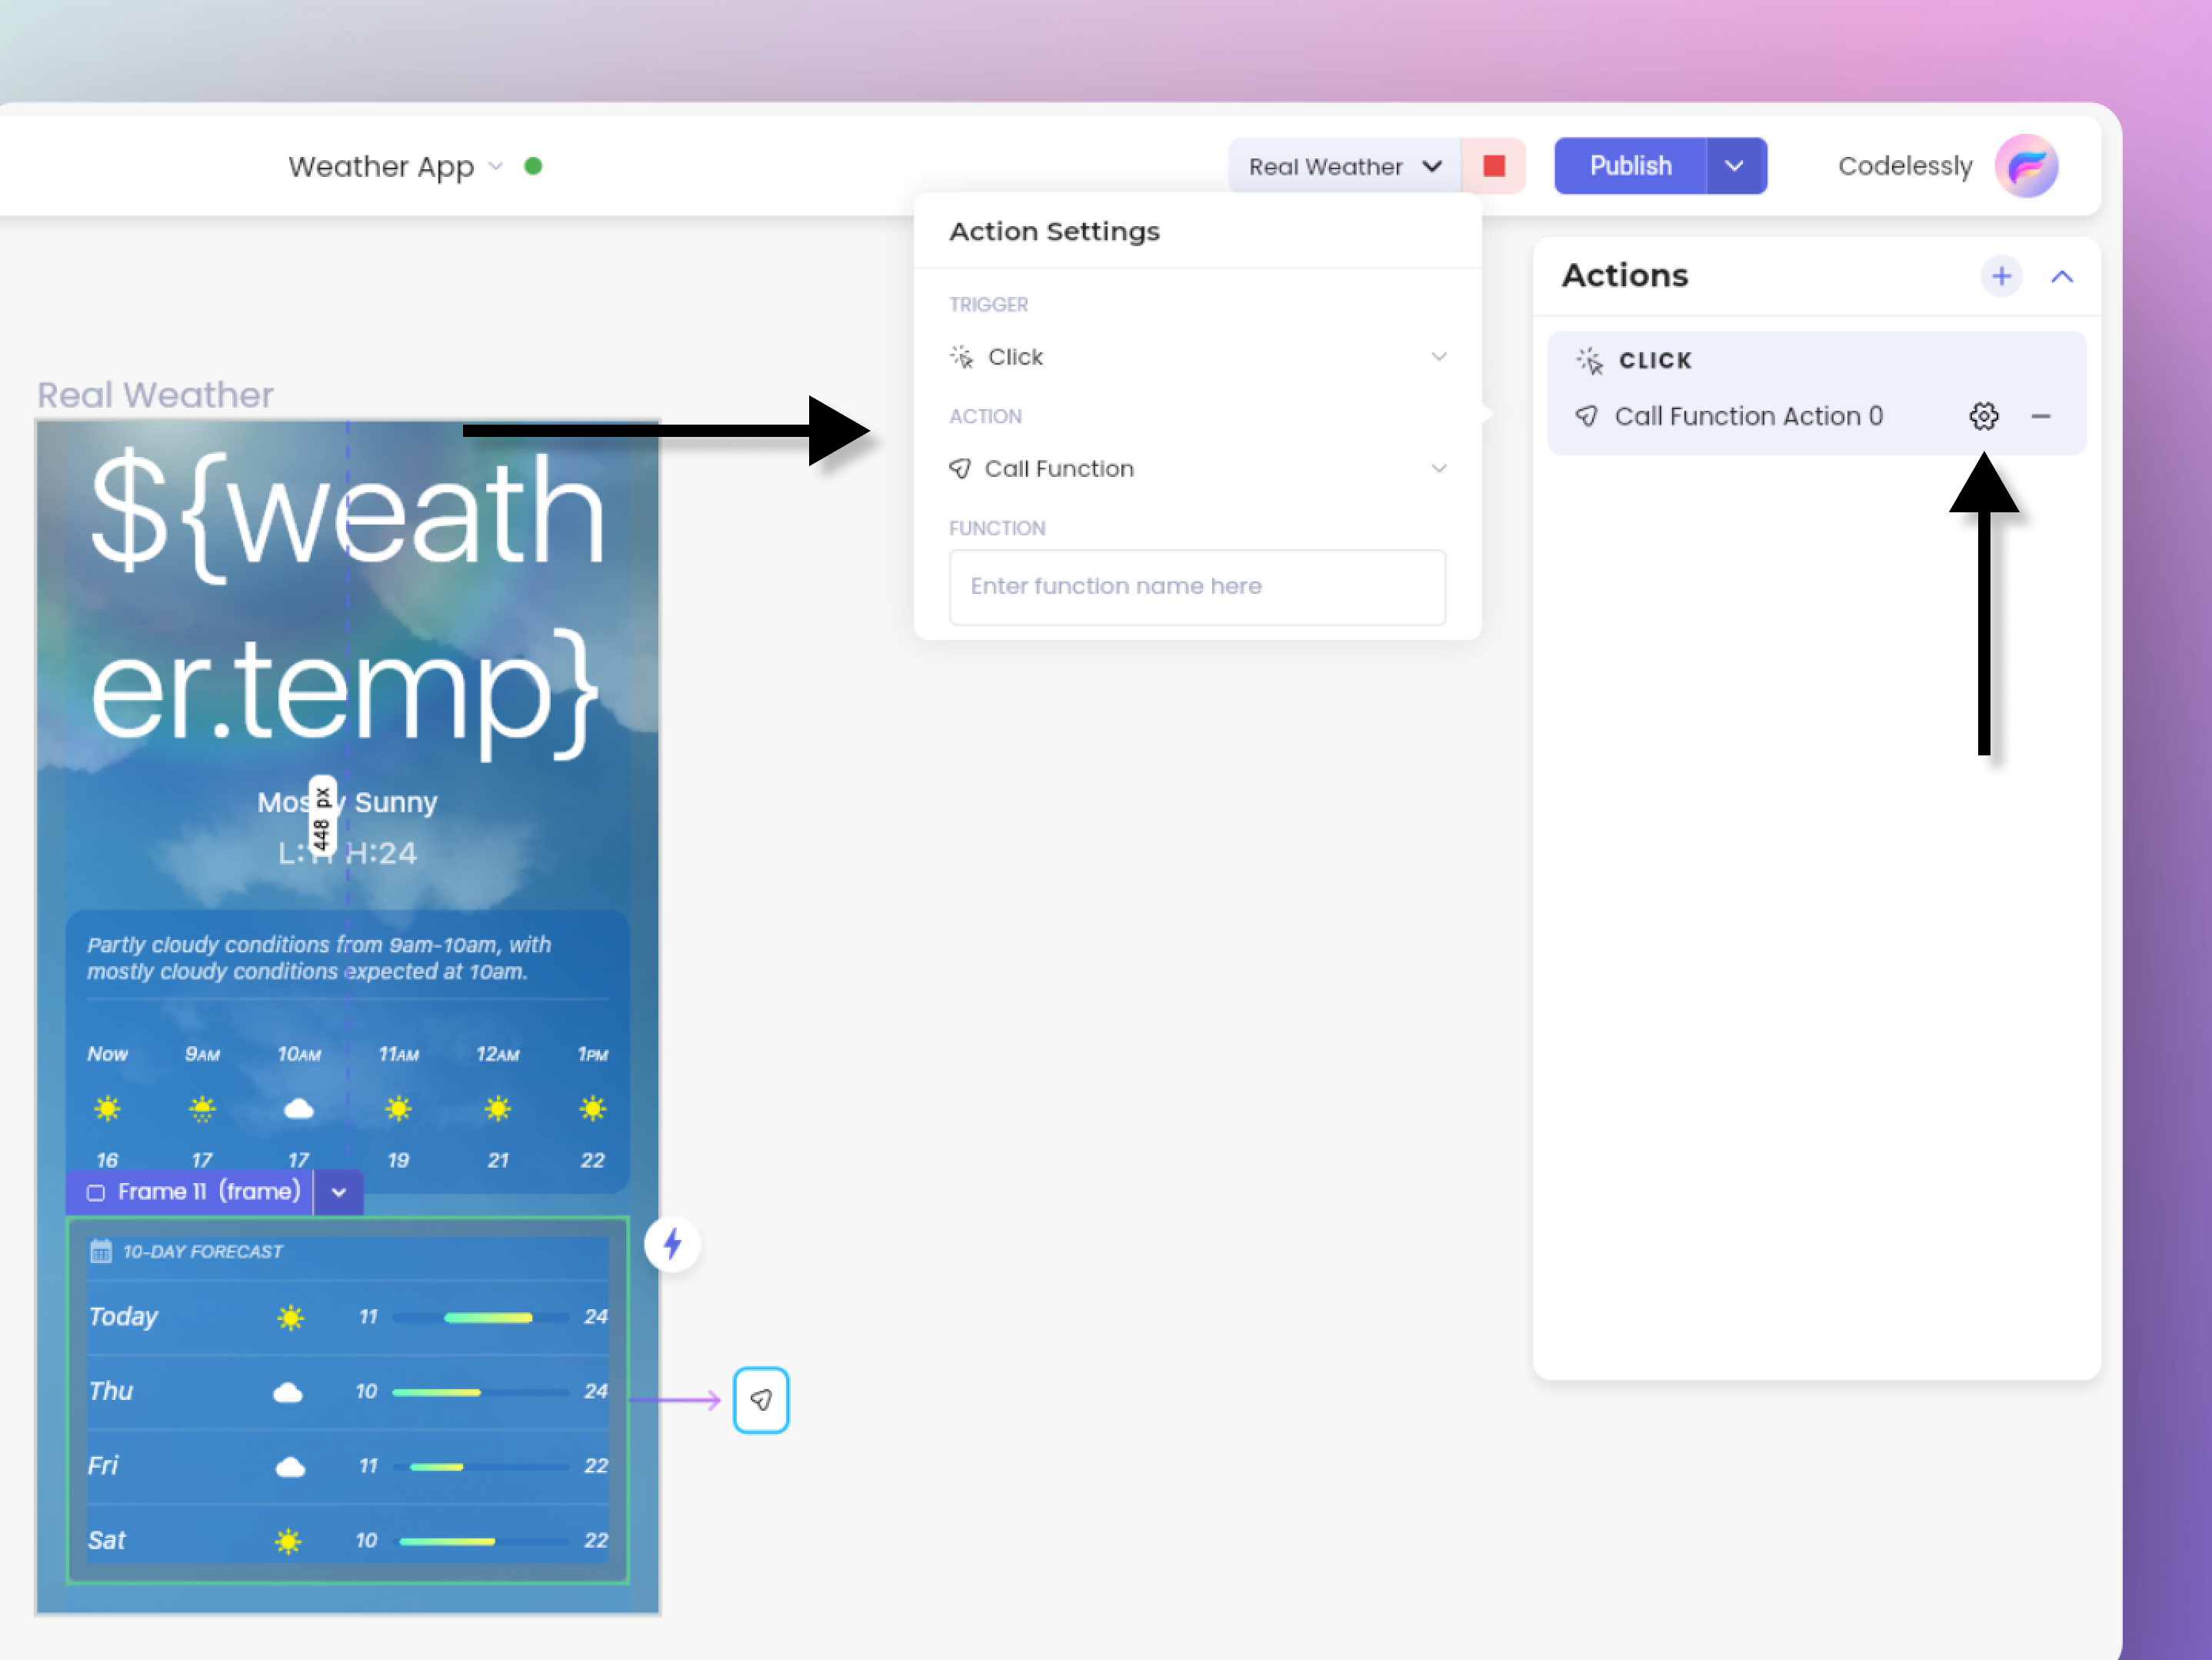 Weather App
Real Weather
Publish
Codelessly
Action Settings
TRIGGER
Click
ACTION
Call Function
FUNCTION
Enter function name here
Actions
CLICK
Call Function Action 0
Real Weather
${weath
er.temp}
Sunny
448 px
H:24
Partly cloudy conditions from 9am-10am, with
mostly cloudy conditions expected at 10am.
Now 9AM 10AM 11AM 12AM 1PM
16 17 17 19 21 22
Frame 11 (frame)
10-DAY FORECAST
Today 11 24
Thu 10 24
Fri 11 22
Sat 10 22